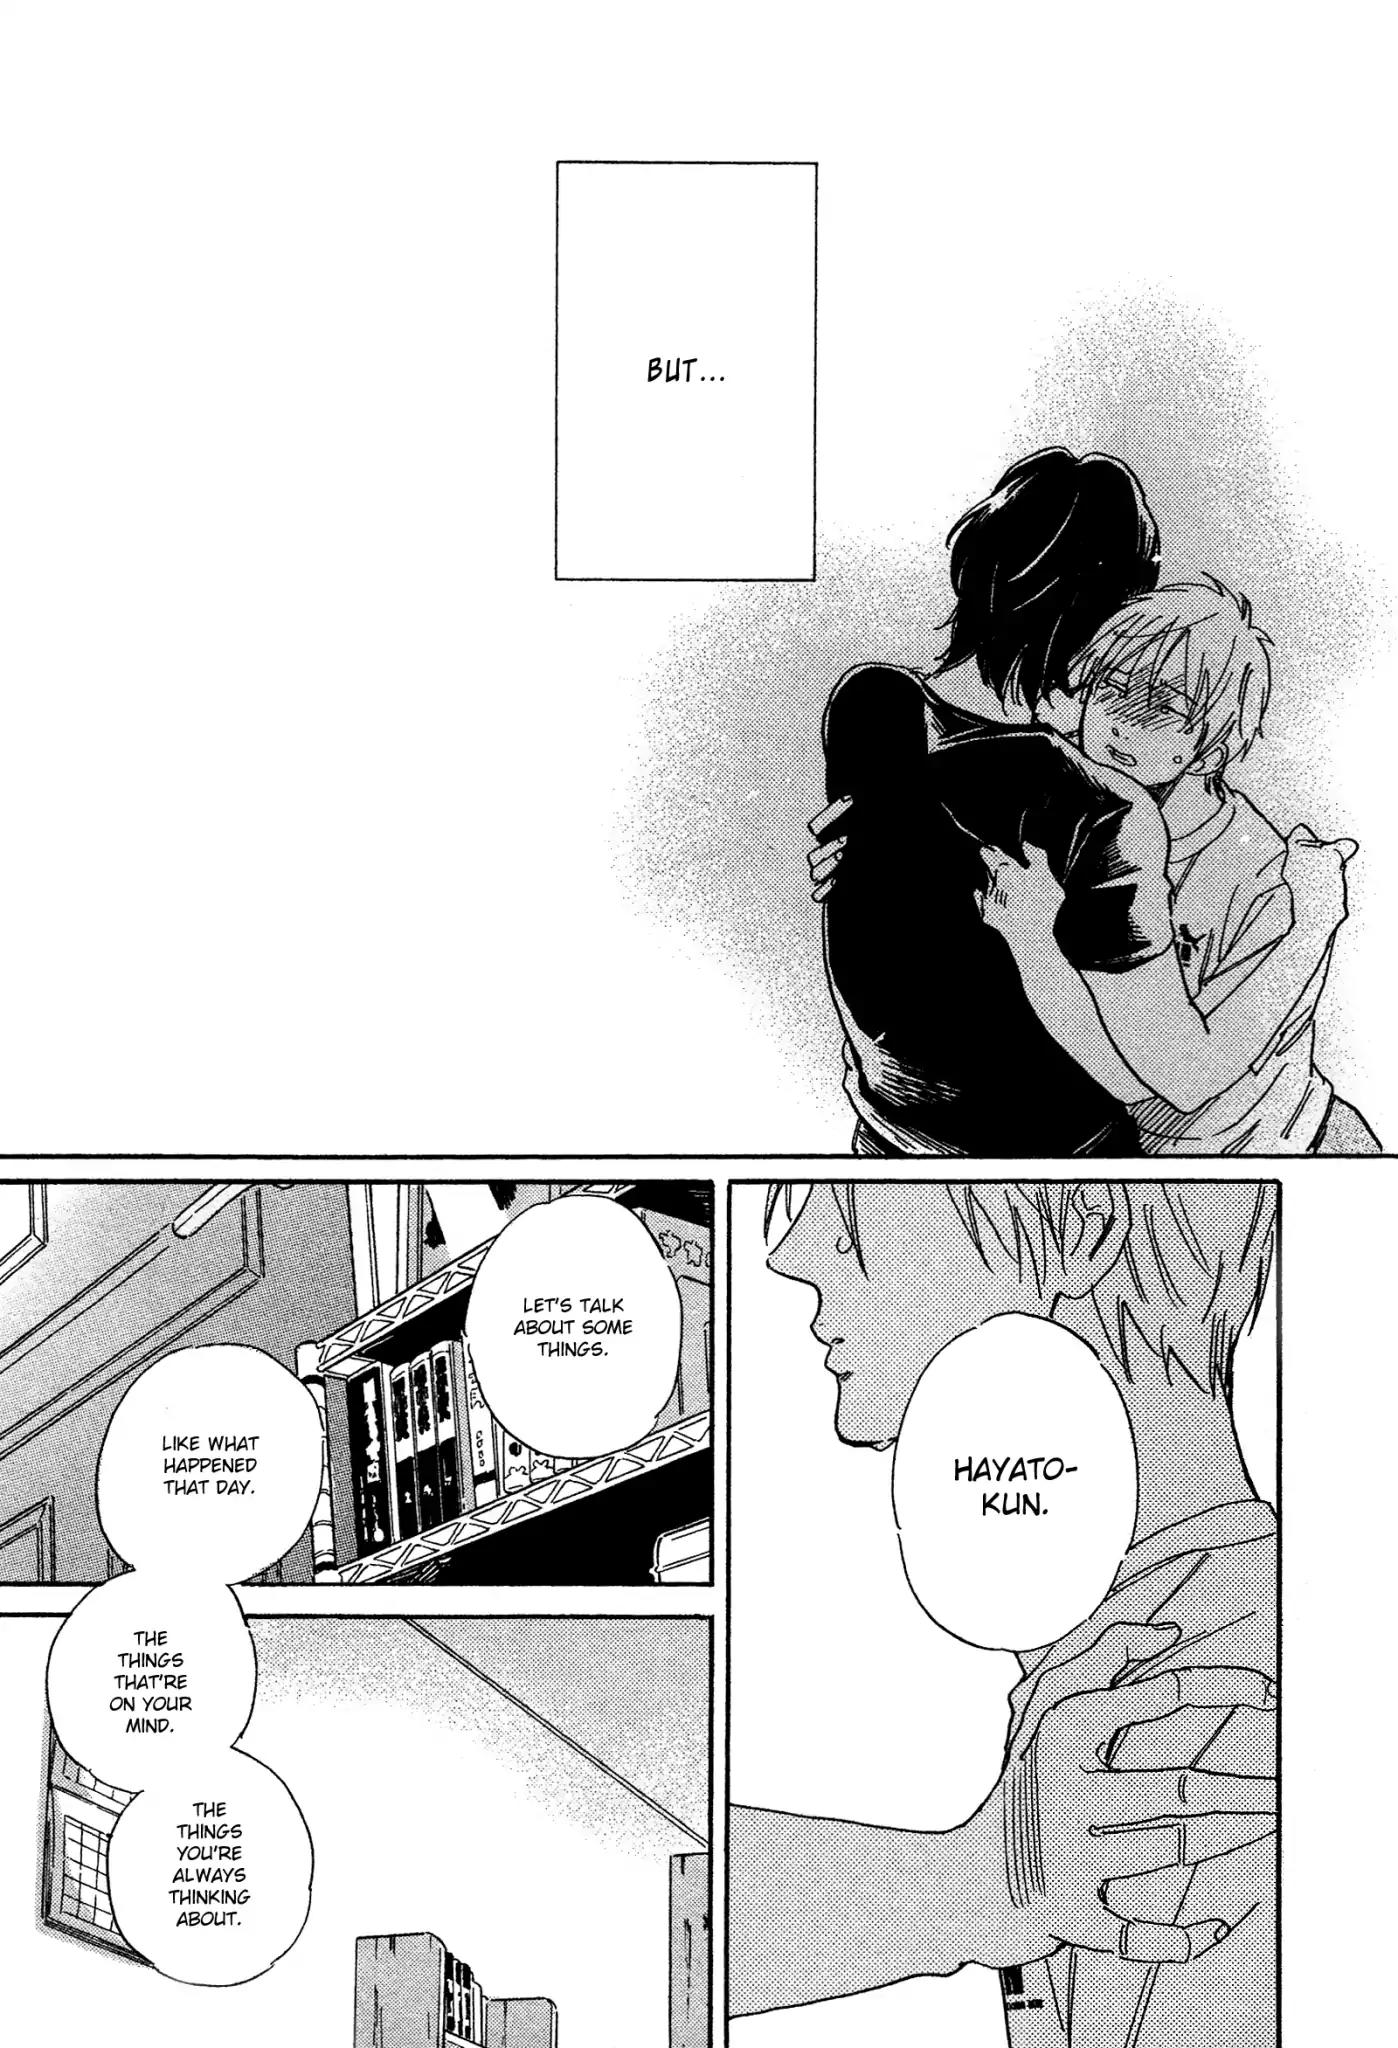 BUT...
HAYATO-
KUN.
LET'S TALK
ABOUT SOME
THINGS.
LIKE WHAT
HAPPENED
THAT DAY.
THE
THINGS
THAT'RE
ON YOUR
MIND.
THE
THINGS
YOU'RE
ALWAYS
THINKING
ABOUT.